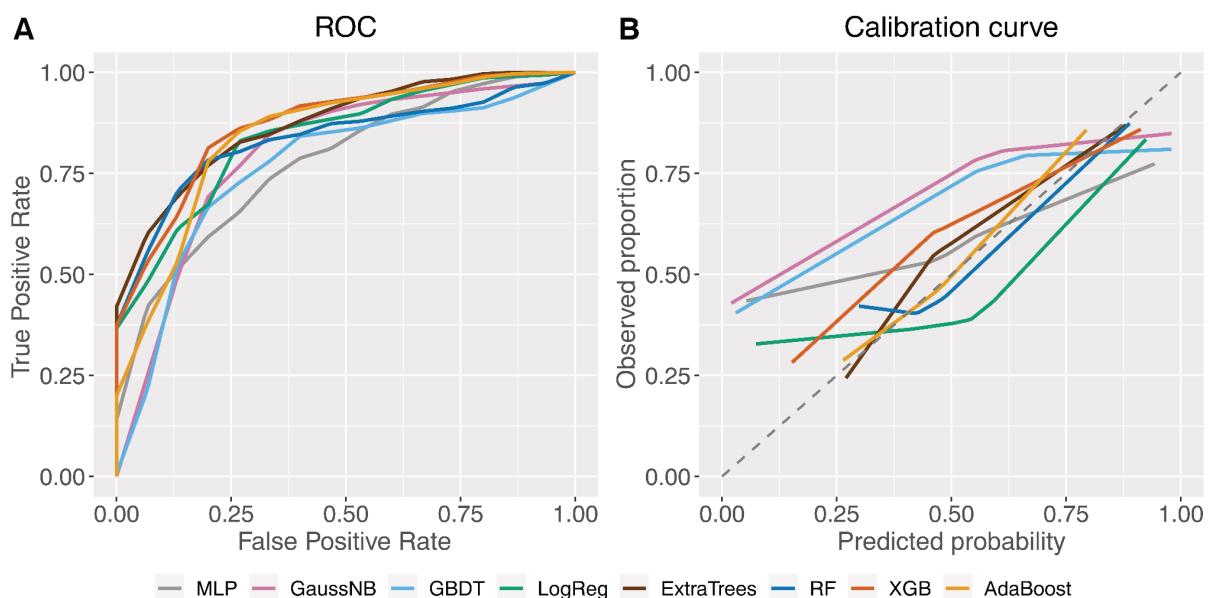 A ROC
1.00
0.75
0.50
0.25
0.00
True Positive Rate
0.00 0.25 0.50 0.75 1.00
False Positive Rate
B Calibration curve
1.00
0.75
0.50
0.25
0.00
Observed proportion
0.00 0.25 0.50 0.75 1.00
Predicted probability
MLP GaussNB GBDT LogReg ExtraTrees RF XGB AdaBoost